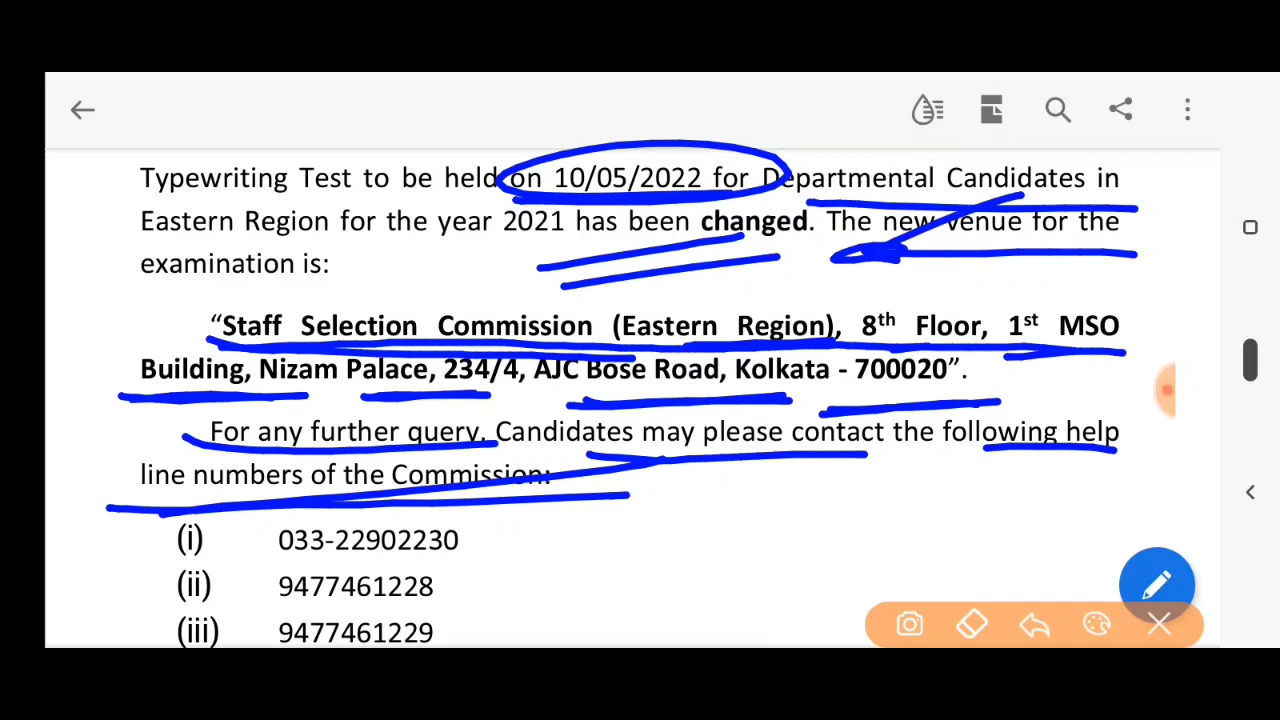 Typewriting Test to be held on 10/05/2022 for Departmental Candidates in
Eastern Region for the year 2021 has been changed. The new venue for the
examination is:
“Staff Selection Commission (Eastern Region), 8th Floor, 1st MSO
Building, Nizam Palace, 234/4, AJC Bose Road, Kolkata - 700020”.
For any further query, Candidates may please contact the following help
line numbers of the Commission:
(i) 033-22902230
(ii) 9477461228
(iii) 9477461229